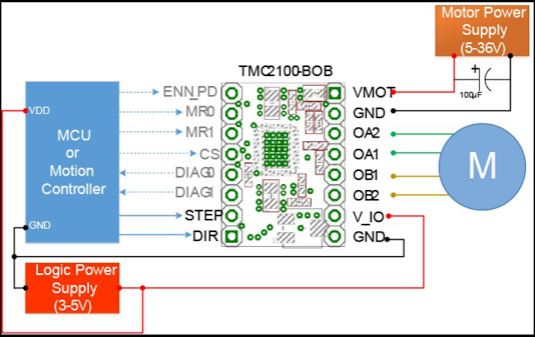 Motor Power
Supply
(5-36V)
+
100µF
TMC2100-BOB
VDD
MCU
or
Motion
Controller
GND
ENN_PD
MR0
MR1
CS
DIAG0
DIAG1
STEP
DIR
VMOT
GND
OA2
OA1
OB1
OB2
V_IO
GND
M
Logic Power
Supply
(3-5V)